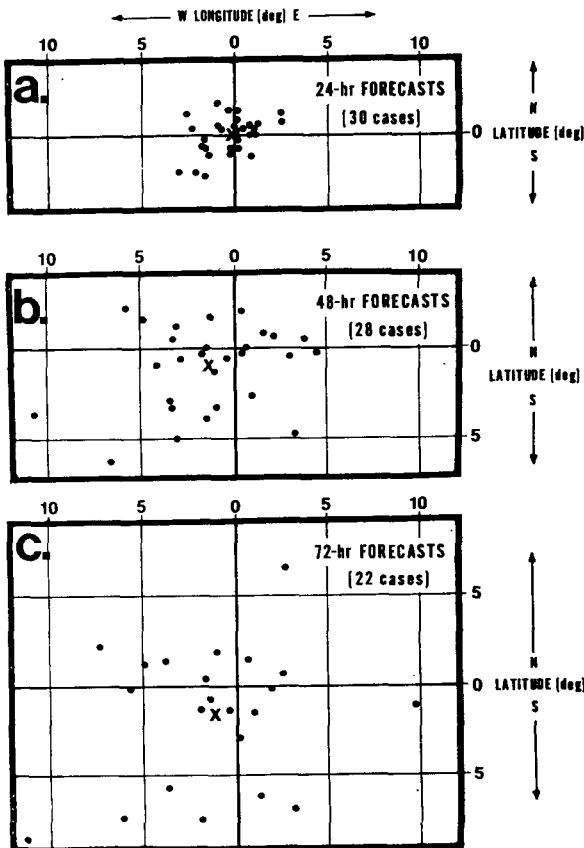 W LONGITUDE (deg) E
10 5 0 5 10
a.
24-hr FORECASTS
(30 cases)
0
N
LATITUDE (deg)
S
10 5 0 5 10
b.
48-hr FORECASTS
(28 cases)
0
5
N
LATITUDE (deg)
S
10 5 0 5 10
c.
72-hr FORECASTS
(22 cases)
5
0
5
N
LATITUDE (deg)
S